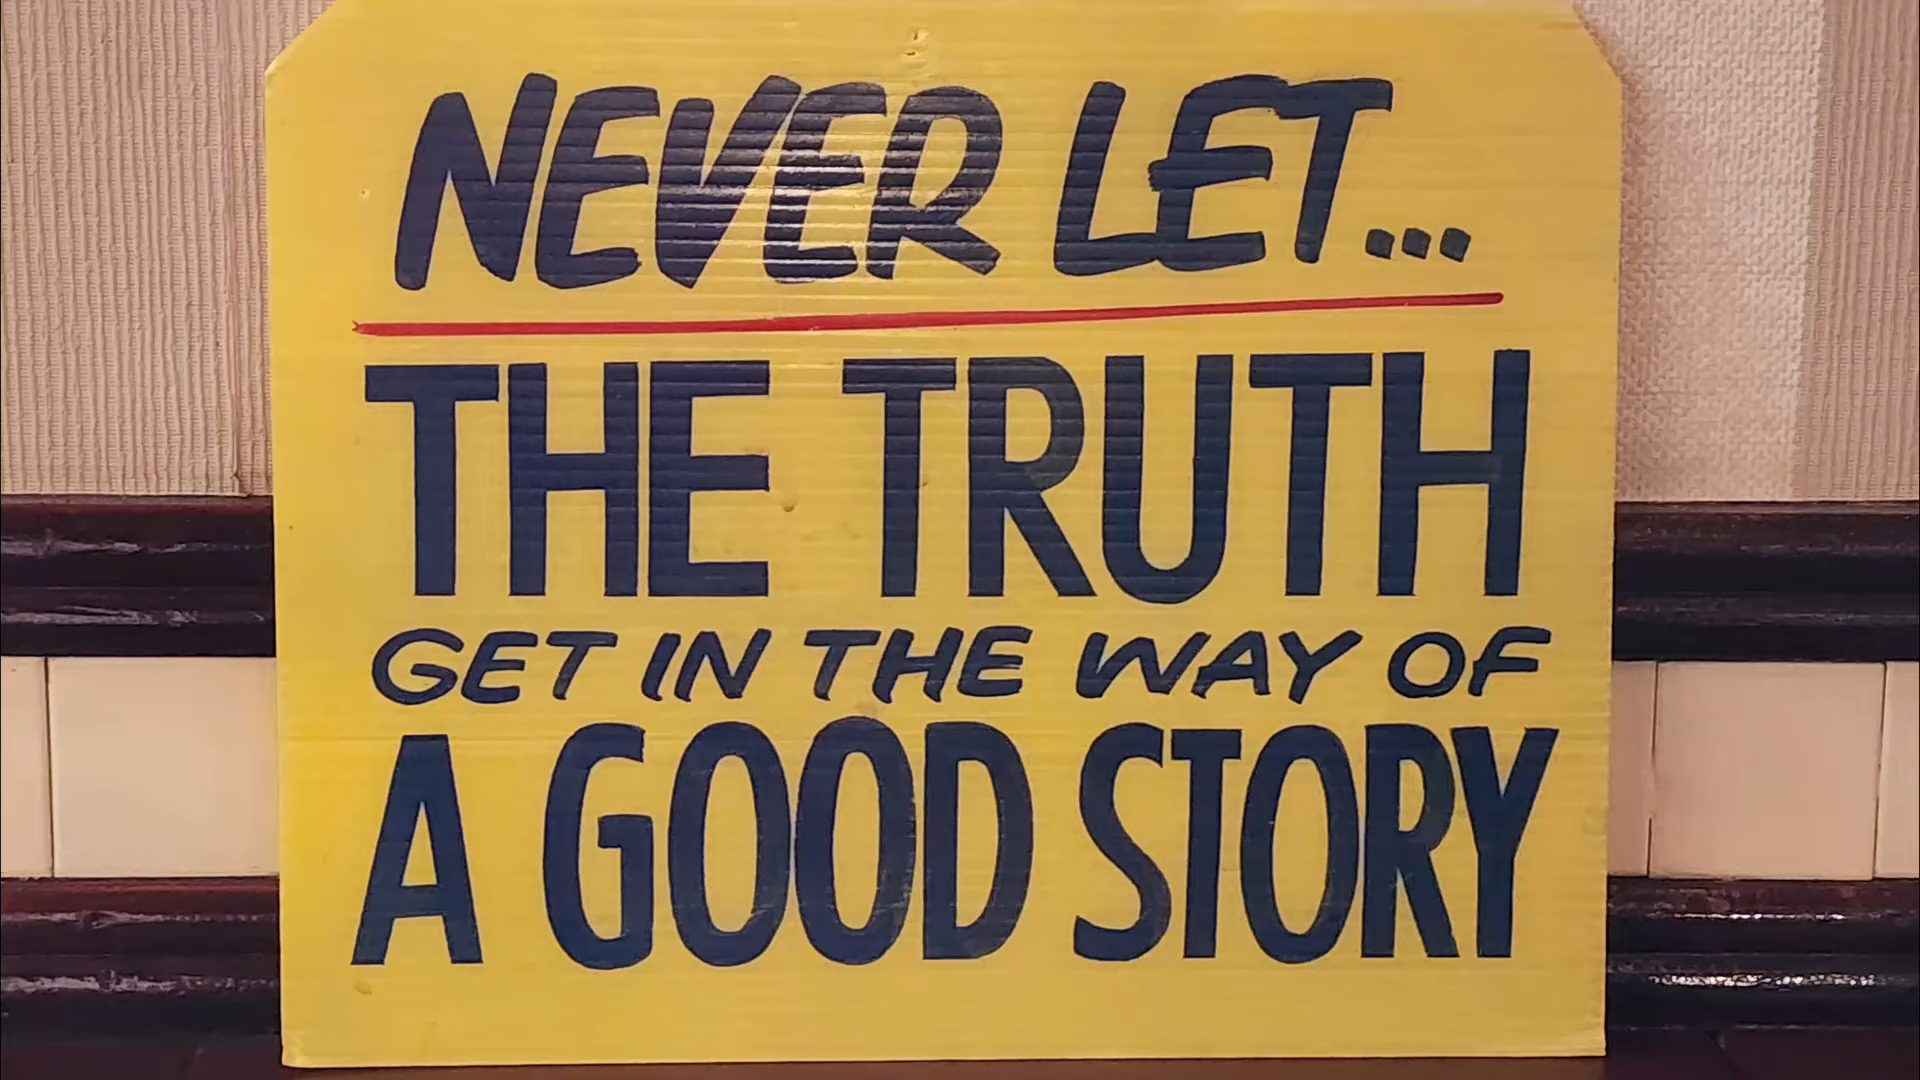 NEVER LET...
THE TRUTH
GET IN THE WAY OF
A GOOD STORY